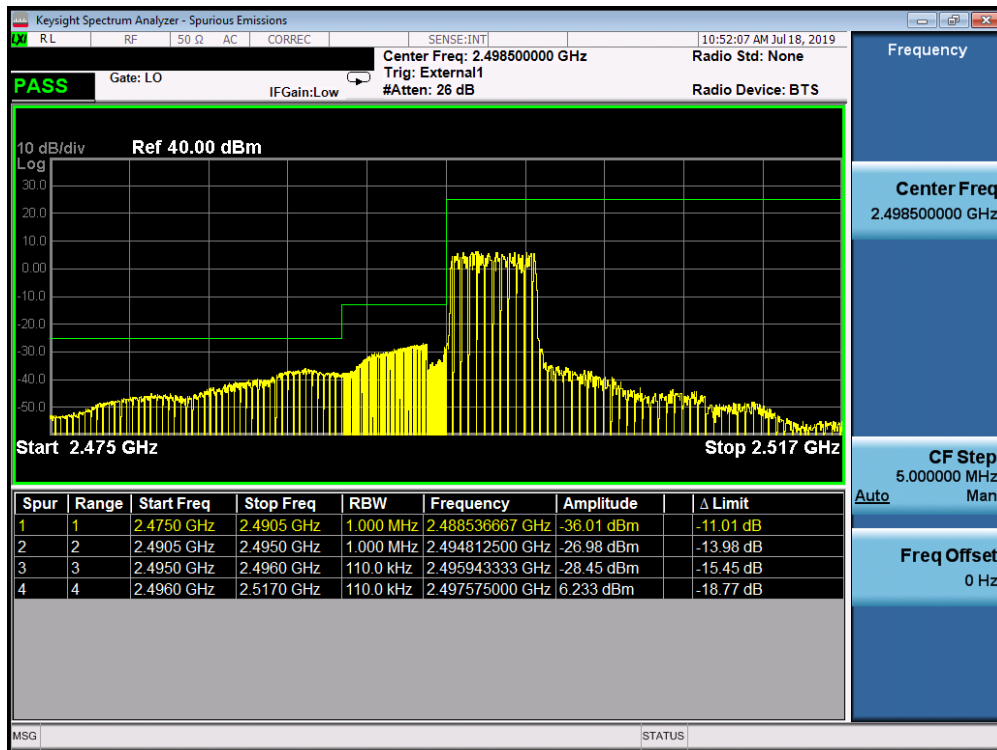 Keysight Spectrum Analyzer - Spurious Emissions
LXI RL RF 50 Ω AC CORREC SENSE:INT 10:52:07 AM Jul 18, 2019
Center Freq: 2.498500000 GHz Radio Std: None
PASS Gate: LO Trig: External1
IFGain:Low #Atten: 26 dB Radio Device: BTS
10 dB/div Ref 40.00 dBm
Log
30.0
20.0
10.0
0.00
-10.0
-20.0
-30.0
-40.0
-50.0
Start 2.475 GHz Stop 2.517 GHz
Spur Range Start Freq Stop Freq RBW Frequency Amplitude Δ Limit
1 1 2.4750 GHz 2.4905 GHz 1.000 MHz 2.488536667 GHz -36.01 dBm -11.01 dB
2 2 2.4905 GHz 2.4950 GHz 1.000 MHz 2.494812500 GHz -26.98 dBm -13.98 dB
3 3 2.4950 GHz 2.4960 GHz 110.0 kHz 2.495943333 GHz -28.45 dBm -15.45 dB
4 4 2.4960 GHz 2.5170 GHz 110.0 kHz 2.497575000 GHz 6.233 dBm -18.77 dB
MSG STATUS
Frequency
Center Freq
2.498500000 GHz
CF Step
5.000000 MHz
Auto Man
Freq Offset
0 Hz